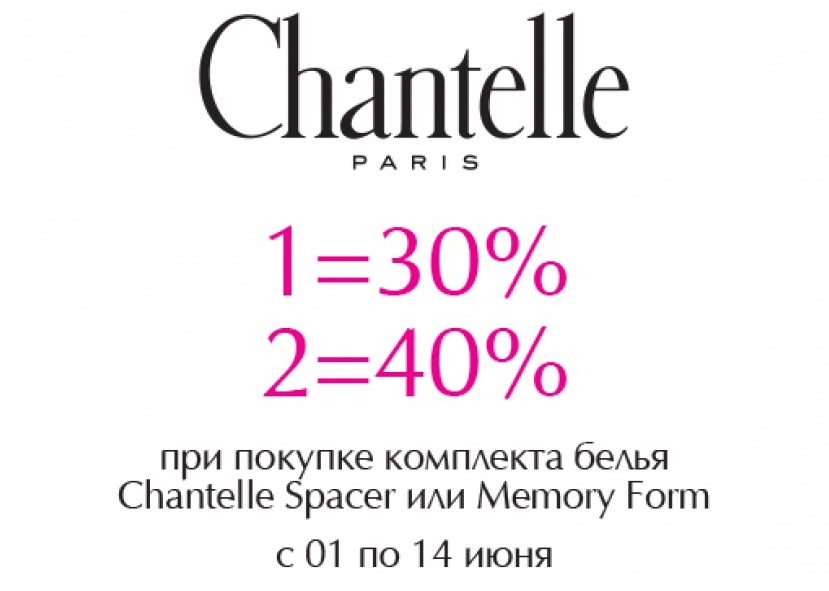 Chantelle
PARIS
1=30%
2=40%
при покупке комплекта белья
Chantelle Spacer или Memory Form
с 01 по 14 июня